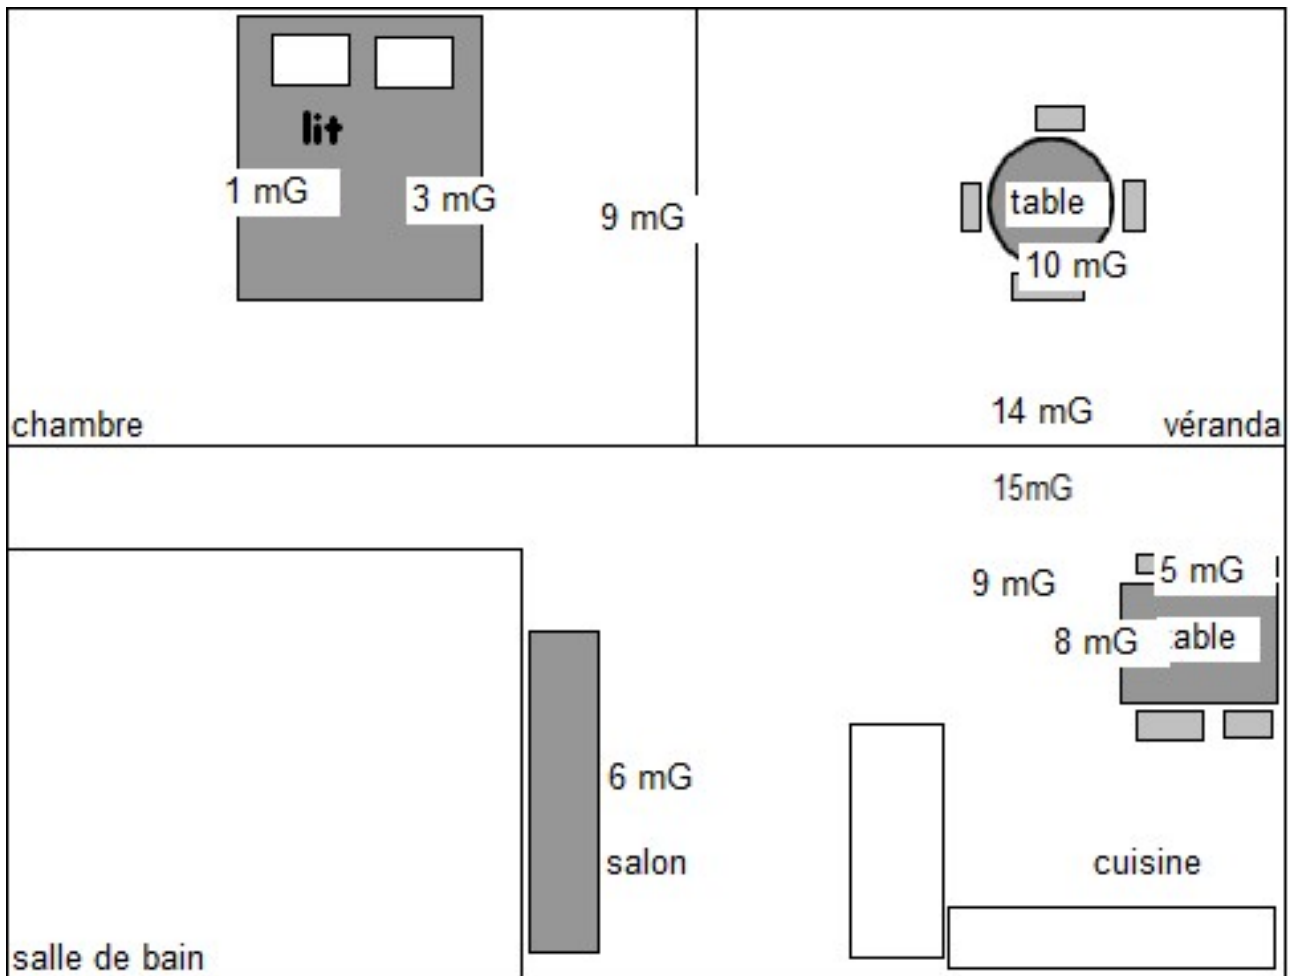 lit
1 mG
3 mG
9 mG
table
10 mG
chambre
14 mG
véranda
15mG
9 mG
5 mG
8 mG
able
6 mG
salon
cuisine
salle de bain